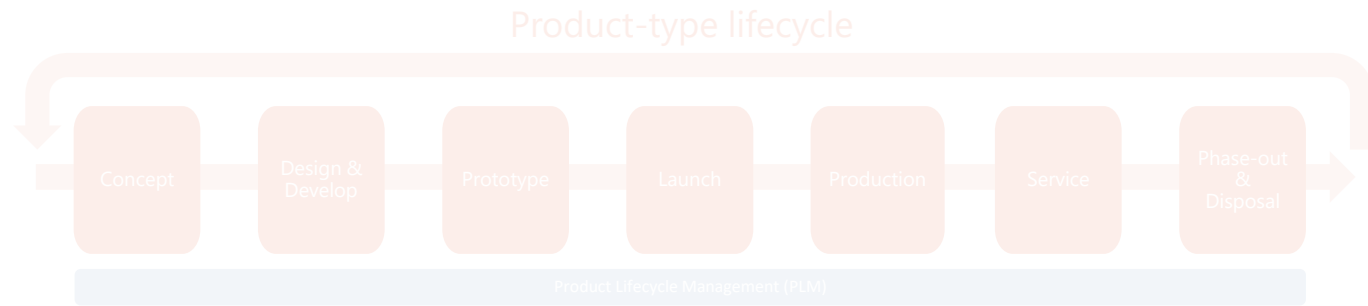 Product-type lifecycle
Concept
Design &
Develop
Prototype
Launch
Production
Service
Phase-out
&
Disposal
Product Lifecycle Management (PLM)